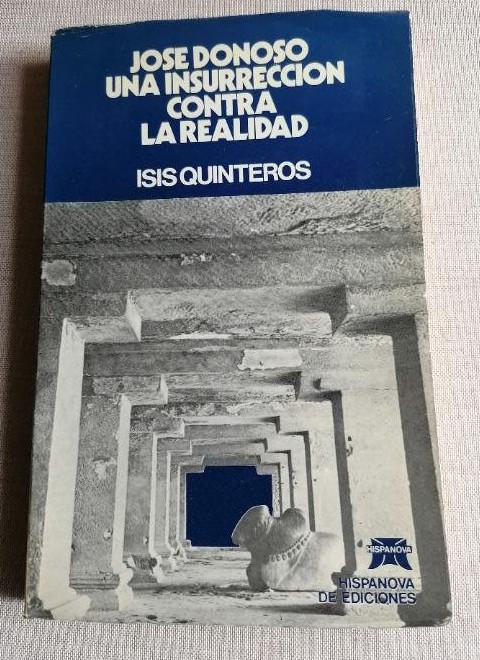 JOSE DONOSO
UNA INSURRECCION
CONTRA
LA REALIDAD
ISIS QUINTEROS
HISPANOVA
HISPANOVA
DE EDICIONES